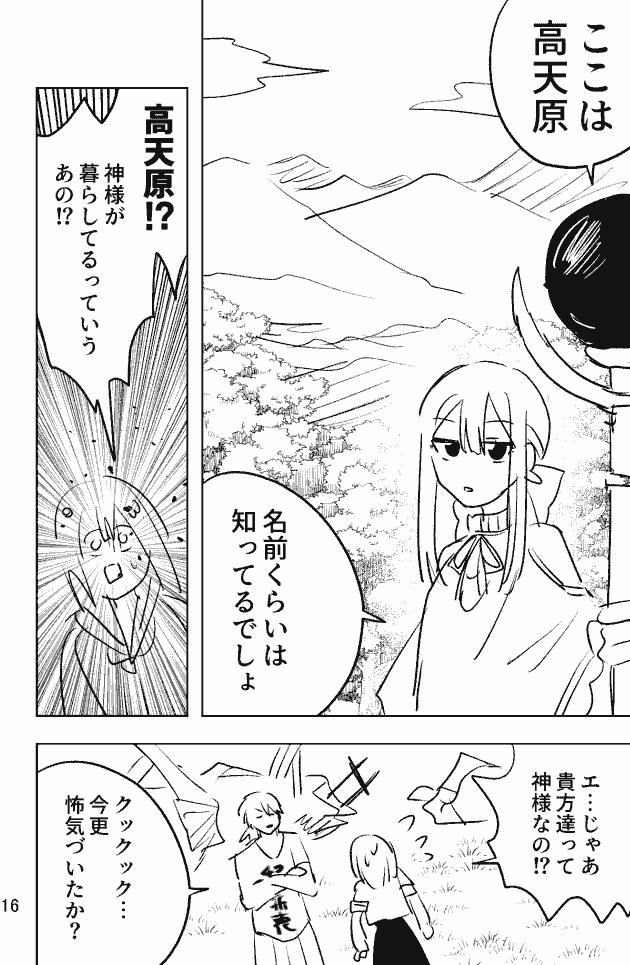 ここは
高天原
名前くらいは
知ってるでしょ
高天原!?
神様が
暮らしてるっていう
あの!?
エ…じゃあ
貴方達って
神様なの!?
クックック…
今更
怖気づいたか?
16